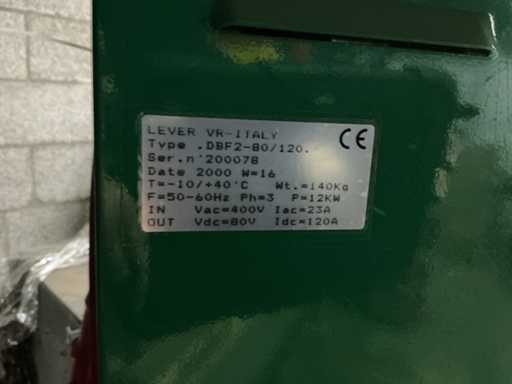 LEVER VR-ITALY CE
Type .DBF2-80/120.
Ser.n°200078
Date 2000 W=16
T=-10/+40°C Wt.=140Kg
F=50-60Hz Ph=3 P=12KW
IN Vac=400V Iac=23A
OUT Vdc=80V Idc=120A